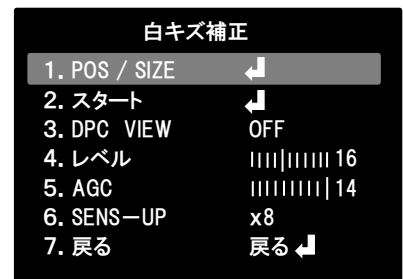 白キズ補正
1. POS / SIZE ↲
2. スタート ↲
3. DPC VIEW OFF
4. レベル ||||||||||| 16
5. AGC |||||||||| 14
6. SENS－UP x8
7. 戻る 戻る ↲